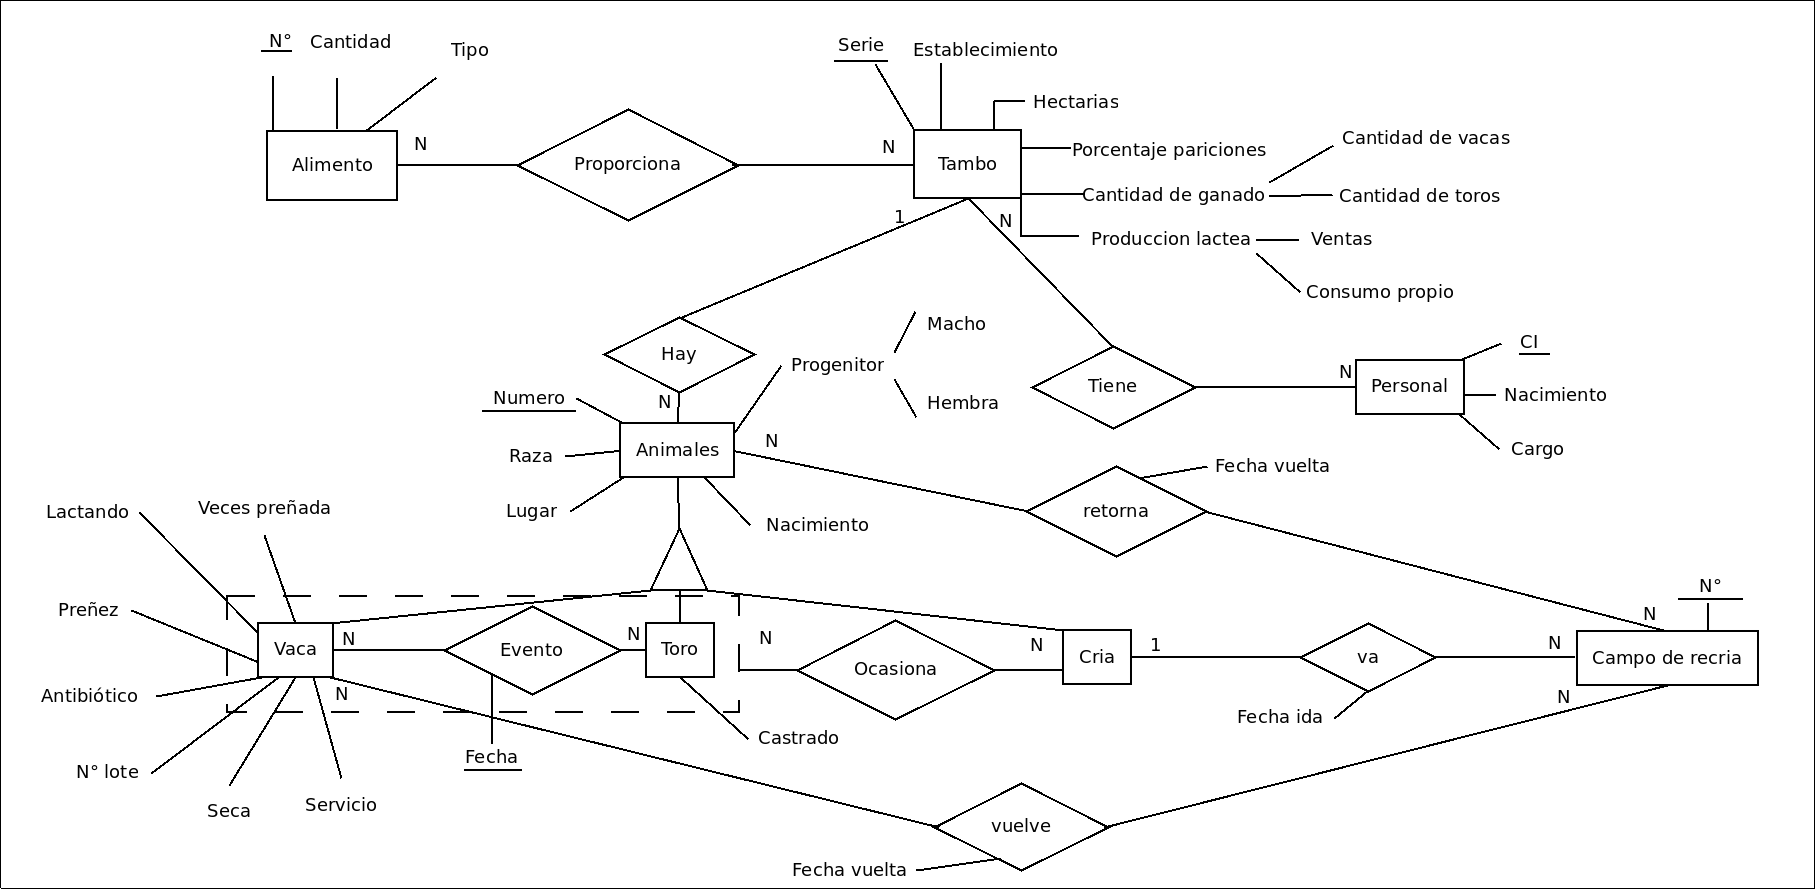 N° Cantidad
Tipo
Serie
Establecimiento
Hectarias
Cantidad de vacas
N
N
Alimento
Proporciona
Tambo
Porcentaje pariciones
Cantidad de ganado
Cantidad de toros
1
N
Produccion lactea
Ventas
Consumo propio
Macho
Hay
Progenitor
CI
N
Tiene
Personal
Numero
N
Hembra
Nacimiento
Raza
Animales
N
Cargo
Fecha vuelta
Lactando
Veces preñada
Lugar
Nacimiento
retorna
Preñez
N°
N
Vaca
N
Evento
N
Toro
N
Ocasiona
N
Cria
1
va
N
Campo de recria
Antibiótico
N
N
Fecha ida
Castrado
Fecha
N° lote
Seca
Servicio
vuelve
Fecha vuelta